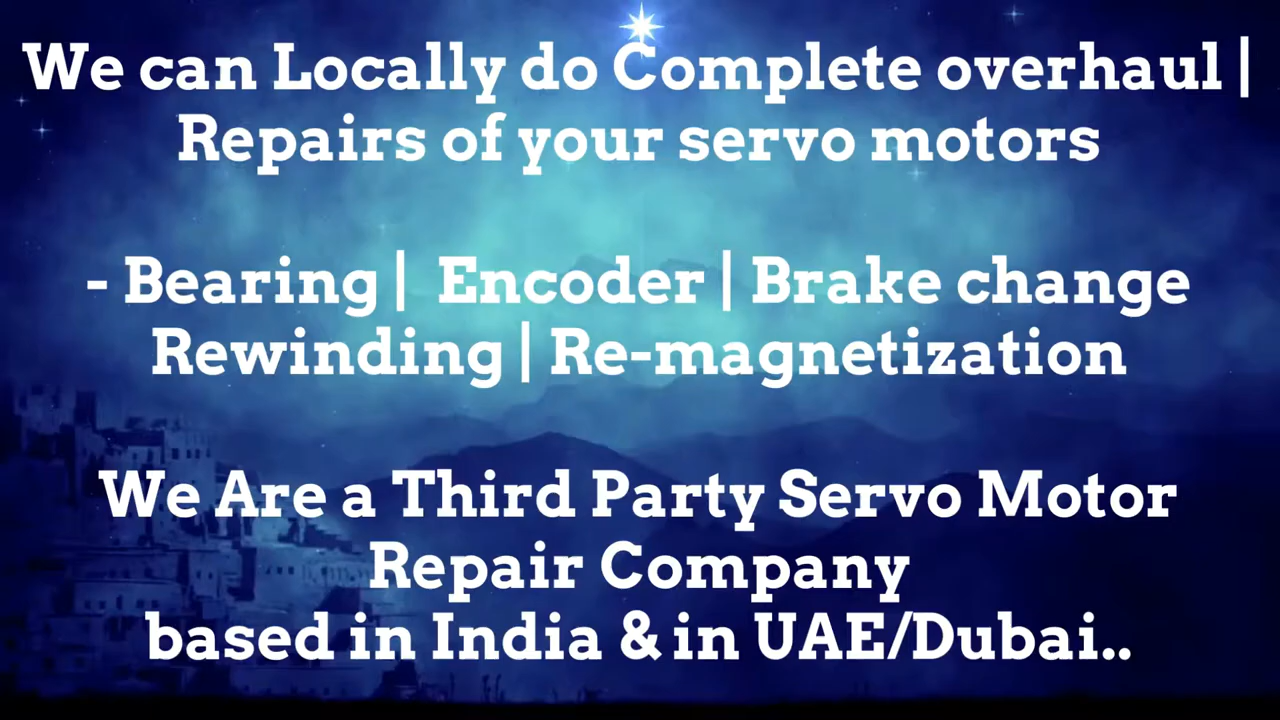 We can Locally do Complete overhaul |
Repairs of your servo motors
- Bearing | Encoder | Brake change
Rewinding | Re-magnetization
We Are a Third Party Servo Motor
Repair Company
based in India & in UAE/Dubai..